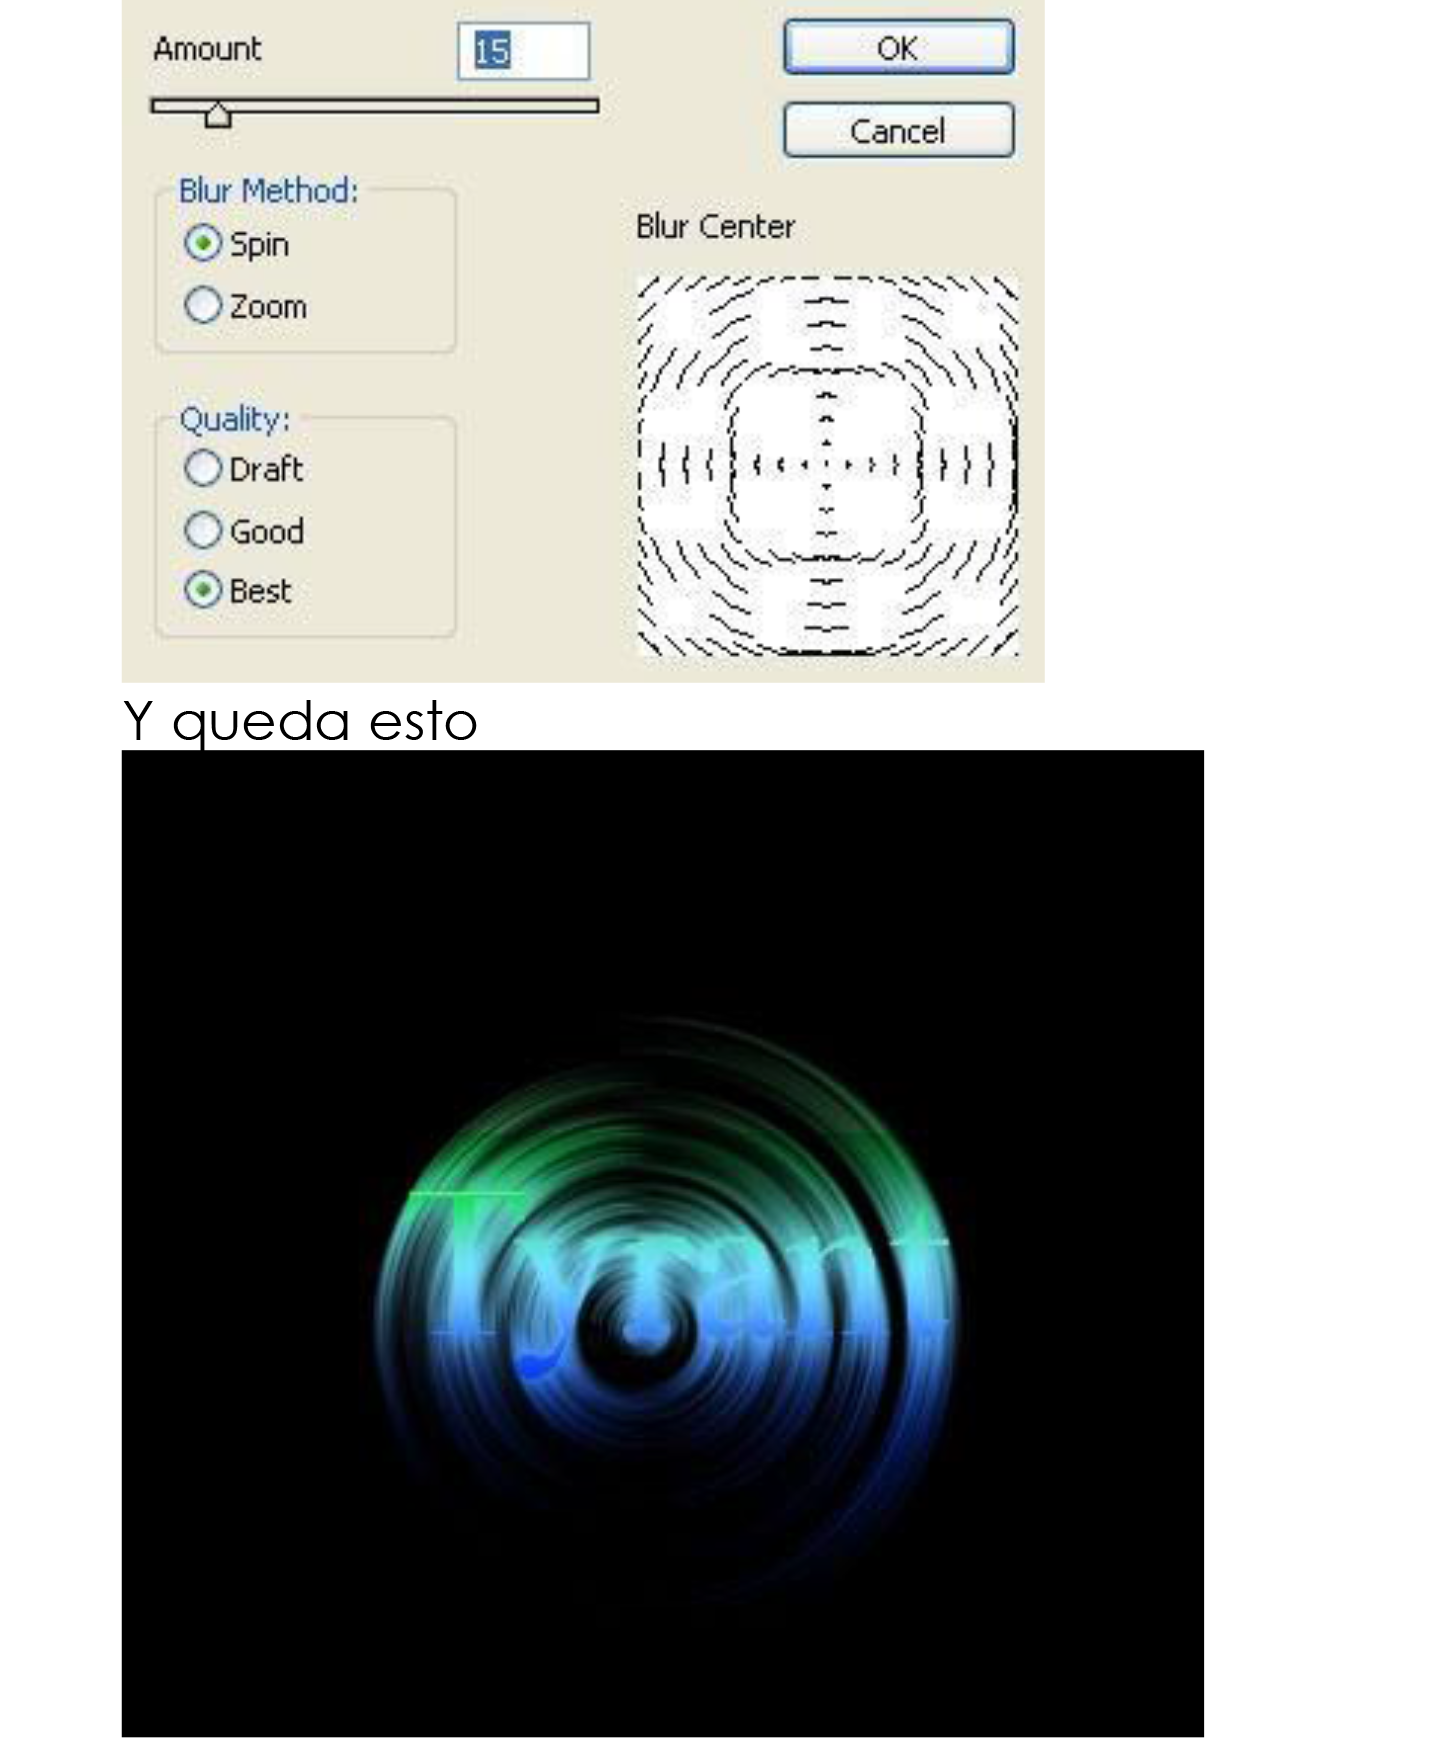 Amount 15 OK
Cancel
Blur Method:
Spin
Zoom
Blur Center
Quality:
Draft
Good
Best
Y queda esto
Tyrant